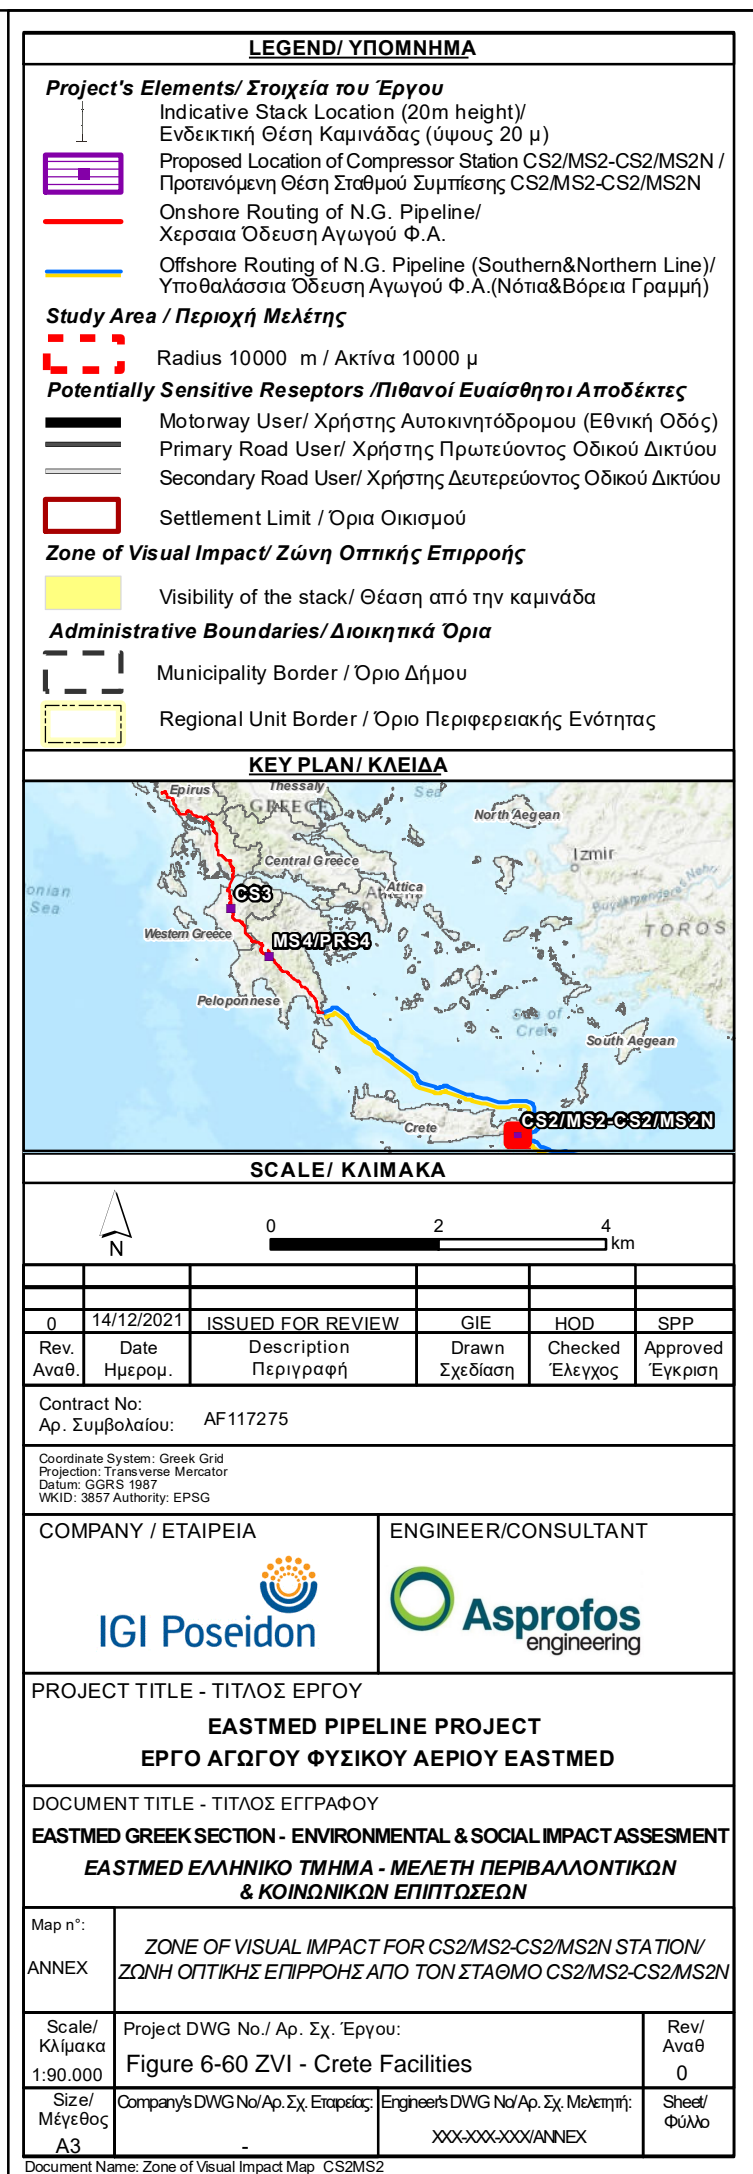 LEGEND/ ΥΠΟΜΝΗΜΑ
Project's Elements/ Στοιχεία του Έργου
Indicative Stack Location (20m height)/
Ενδεικτική Θέση Καμινάδας (ύψους 20 μ)
Proposed Location of Compressor Station CS2/MS2-CS2/MS2N /
Προτεινόμενη Θέση Σταθμού Συμπίεσης CS2/MS2-CS2/MS2N
Onshore Routing of N.G. Pipeline/
Χερσαια Όδευση Αγωγού Φ.Α.
Offshore Routing of N.G. Pipeline (Southern&Northern Line)/
Υποθαλάσσια Όδευση Αγωγού Φ.Α.(Νότια&Βόρεια Γραμμή)
Study Area / Περιοχή Μελέτης
Radius 10000 m / Ακτίνα 10000 μ
Potentially Sensitive Reseptors /Πιθανοί Ευαίσθητοι Αποδέκτες
Motorway User/ Χρήστης Αυτοκινητόδρομου (Εθνική Οδός)
Primary Road User/ Χρήστης Πρωτεύοντος Οδικού Δικτύου
Secondary Road User/ Χρήστης Δευτερεύοντος Οδικού Δικτύου
Settlement Limit / Όρια Οικισμού
Zone of Visual Impact/ Ζώνη Οπτικής Επιρροής
Visibility of the stack/ Θέαση από την καμινάδα
Administrative Boundaries/ Διοικητικά Όρια
Municipality Border / Όριο Δήμου
Regional Unit Border / Όριο Περιφερειακής Ενότητας
KEY PLAN/ ΚΛΕΙΔΑ
Epirus
Thessaly
Sea
GREECE
North Aegean
Izmir
Central Greece
Attica
onian
Sea
CS3
Western Greece
MS4/PRS4
TOROS
Peloponnese
Sea of
Crete
South Aegean
Crete
CS2/MS2-CS2/MS2N
SCALE/ ΚΛΙΜΑΚΑ
N
0 2 4
km
0 14/12/2021 ISSUED FOR REVIEW GIE HOD SPP
Rev. Date Description Drawn Checked Approved
Αναθ. Ημερομ. Περιγραφή Σχεδίαση Έλεγχος Έγκριση
Contract No:
Αρ. Συμβολαίου: AF117275
Coordinate System: Greek Grid
Projection: Transverse Mercator
Datum: GGRS 1987
WKID: 3857 Authority: EPSG
COMPANY / ΕΤΑΙΡΕΙΑ
IGI Poseidon
ENGINEER/CONSULTANT
Asprofos
engineering
PROJECT TITLE - ΤΙΤΛΟΣ ΕΡΓΟΥ
EASTMED PIPELINE PROJECT
ΕΡΓΟ ΑΓΩΓΟΥ ΦΥΣΙΚΟΥ ΑΕΡΙΟΥ EASTMED
DOCUMENT TITLE - ΤΙΤΛΟΣ ΕΓΓΡΑΦΟΥ
EASTMED GREEK SECTION - ENVIRONMENTAL & SOCIAL IMPACT ASSESMENT
EASTMED ΕΛΛΗΝΙΚΟ ΤΜΗΜΑ - ΜΕΛΕΤΗ ΠΕΡΙΒΑΛΛΟΝΤΙΚΩΝ
& ΚΟΙΝΩΝΙΚΩΝ ΕΠΙΠΤΩΣΕΩΝ
Map n°:
ANNEX
ZONE OF VISUAL IMPACT FOR CS2/MS2-CS2/MS2N STATION/
ΖΩΝΗ ΟΠΤΙΚΗΣ ΕΠΙΡΡΟΗΣ ΑΠΟ ΤΟΝ ΣΤΑΘΜΟ CS2/MS2-CS2/MS2N
Scale/
Κλίμακα
1:90.000
Project DWG No./ Αρ. Σχ. Έργου:
Figure 6-60 ZVI - Crete Facilities
Rev/
Αναθ
0
Size/
Μέγεθος
A3
Company's DWG No/Αρ. Σχ. Εταιρείας:
-
Engineer's DWG No/Αρ. Σχ. Μελετητή:
XXX-XXX-XXX/ANNEX
Sheet/
Φύλλο
Document Name: Zone of Visual Impact Map_CS2MS2